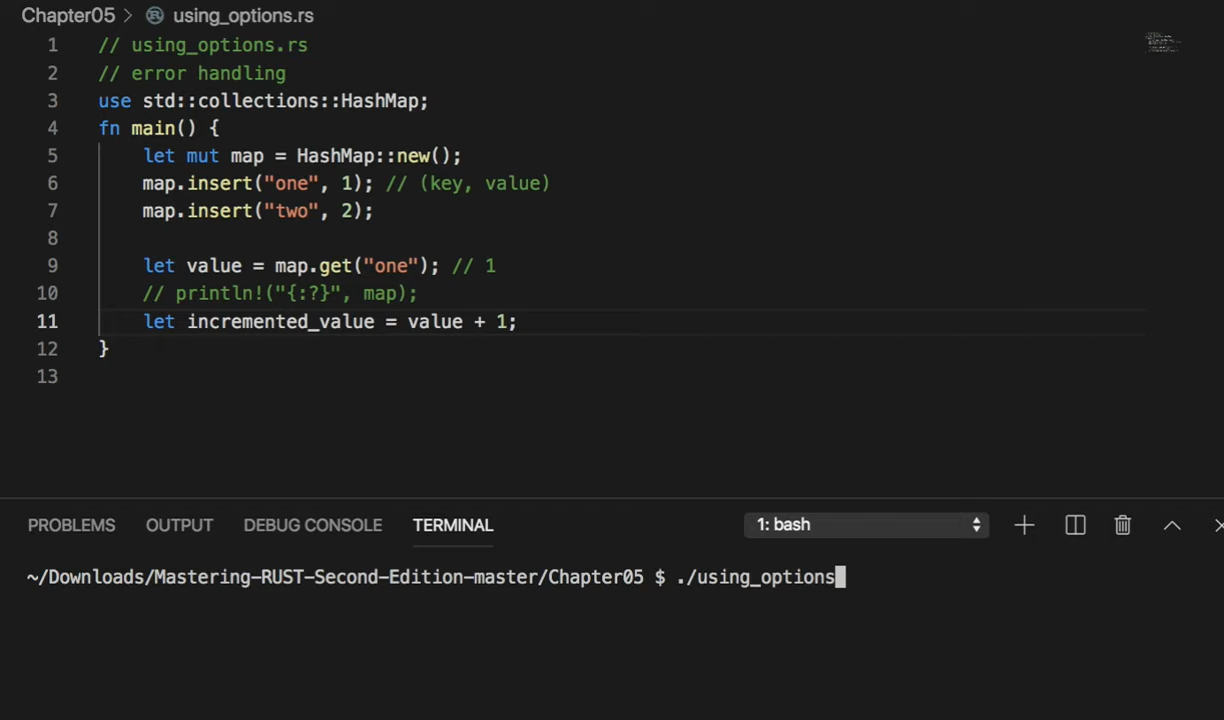 Chapter05 > using_options.rs
1 // using_options.rs
2 // error handling
3 use std::collections::HashMap;
4 fn main() {
5 let mut map = HashMap::new();
6 map.insert("one", 1); // (key, value)
7 map.insert("two", 2);
8
9 let value = map.get("one"); // 1
10 // println!("{:?}", map);
11 let incremented_value = value + 1;
12 }
13
PROBLEMS OUTPUT DEBUG CONSOLE TERMINAL 1: bash
~/Downloads/Mastering-RUST-Second-Edition-master/Chapter05 $ ./using_options